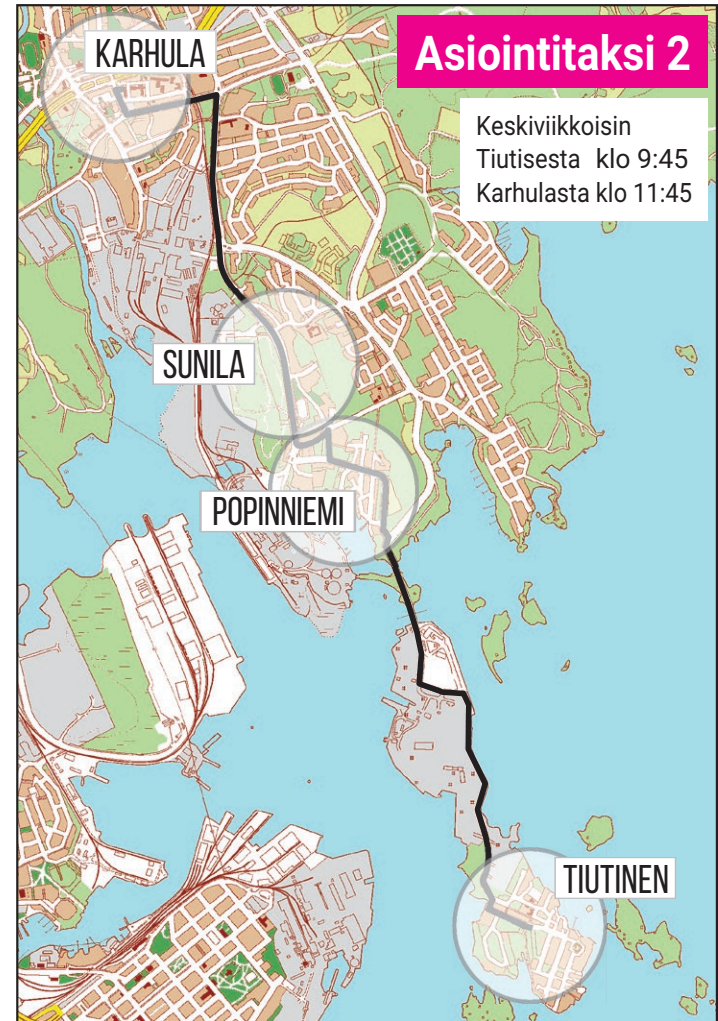 KARHULA
Asiointitaksi 2
Keskiviikkoisin
Tiutisesta klo 9:45
Karhulasta klo 11:45
SUNILA
POPINNIEMI
TIUTINEN